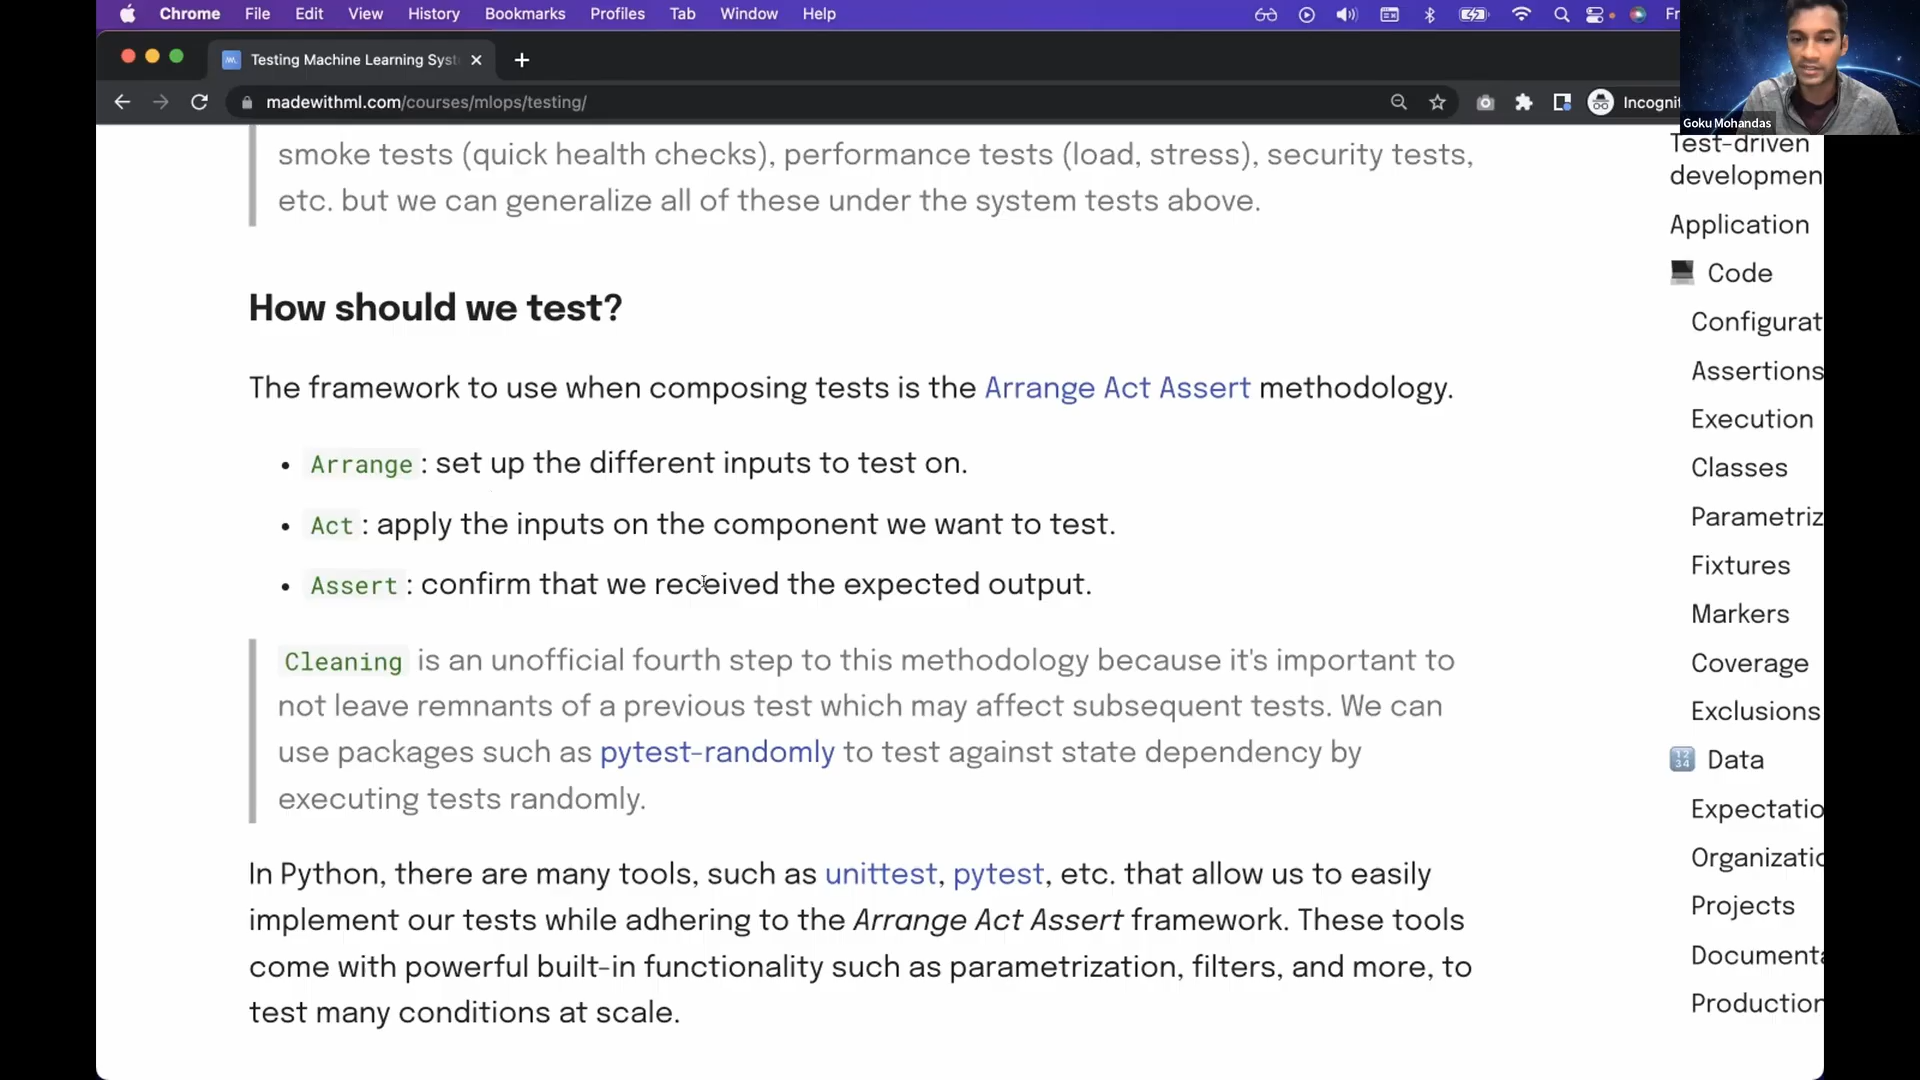 Chrome File Edit View History Bookmarks Profiles Tab Window Help Fr
Testing Machine Learning Syst
madewithml.com/courses/mlops/testing/
Incognit
Goku Mohandas
smoke tests (quick health checks), performance tests (load, stress), security tests,
etc. but we can generalize all of these under the system tests above.
How should we test?
The framework to use when composing tests is the Arrange Act Assert methodology.
• Arrange : set up the different inputs to test on.
• Act : apply the inputs on the component we want to test.
• Assert : confirm that we received the expected output.
Cleaning is an unofficial fourth step to this methodology because it's important to
not leave remnants of a previous test which may affect subsequent tests. We can
use packages such as pytest-randomly to test against state dependency by
executing tests randomly.
In Python, there are many tools, such as unittest, pytest, etc. that allow us to easily
implement our tests while adhering to the Arrange Act Assert framework. These tools
come with powerful built-in functionality such as parametrization, filters, and more, to
test many conditions at scale.
Test-driven
developmen
Application
Code
Configurat
Assertions
Execution
Classes
Parametriz
Fixtures
Markers
Coverage
Exclusions
Data
Expectatio
Organizatic
Projects
Documenta
Production